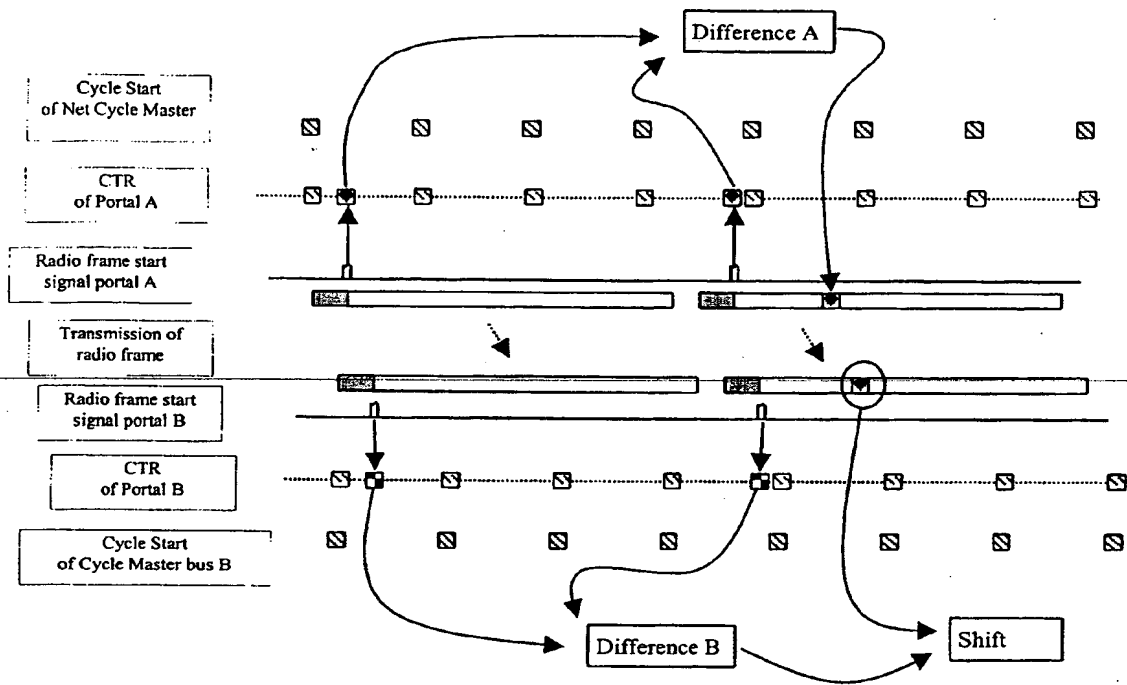 Difference A
Cycle Start
of Net Cycle Master
CTR
of Portal A
Radio frame start
signal portal A
Transmission of
radio frame
Radio frame start
signal portal B
CTR
of Portal B
Cycle Start
of Cycle Master bus B
Difference B
Shift